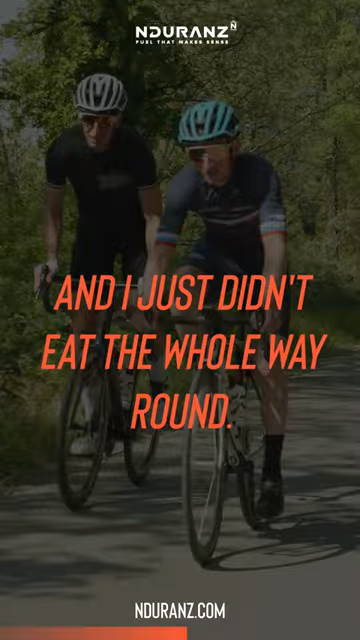 NDURANZ Ñ
FUEL THAT MAKES SENSE
AND I JUST DIDN'T
EAT THE WHOLE WAY
ROUND.
NDURANZ.COM